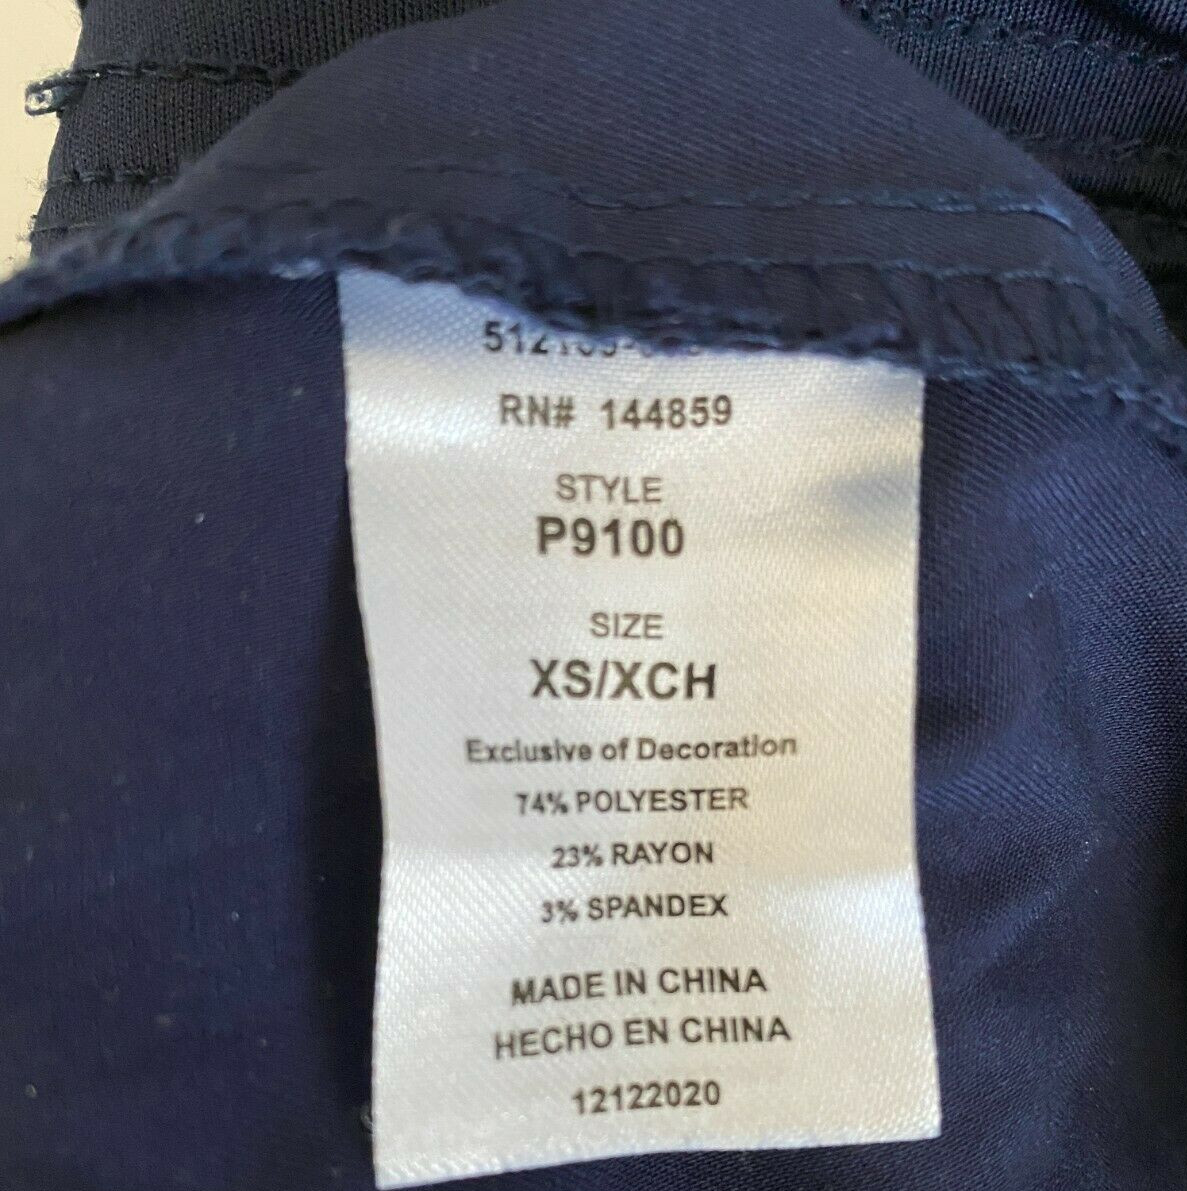 RN# 144859
STYLE
P9100
SIZE
XS/XCH
Exclusive of Decoration
74% POLYESTER
23% RAYON
3% SPANDEX
MADE IN CHINA
HECHO EN CHINA
12122020